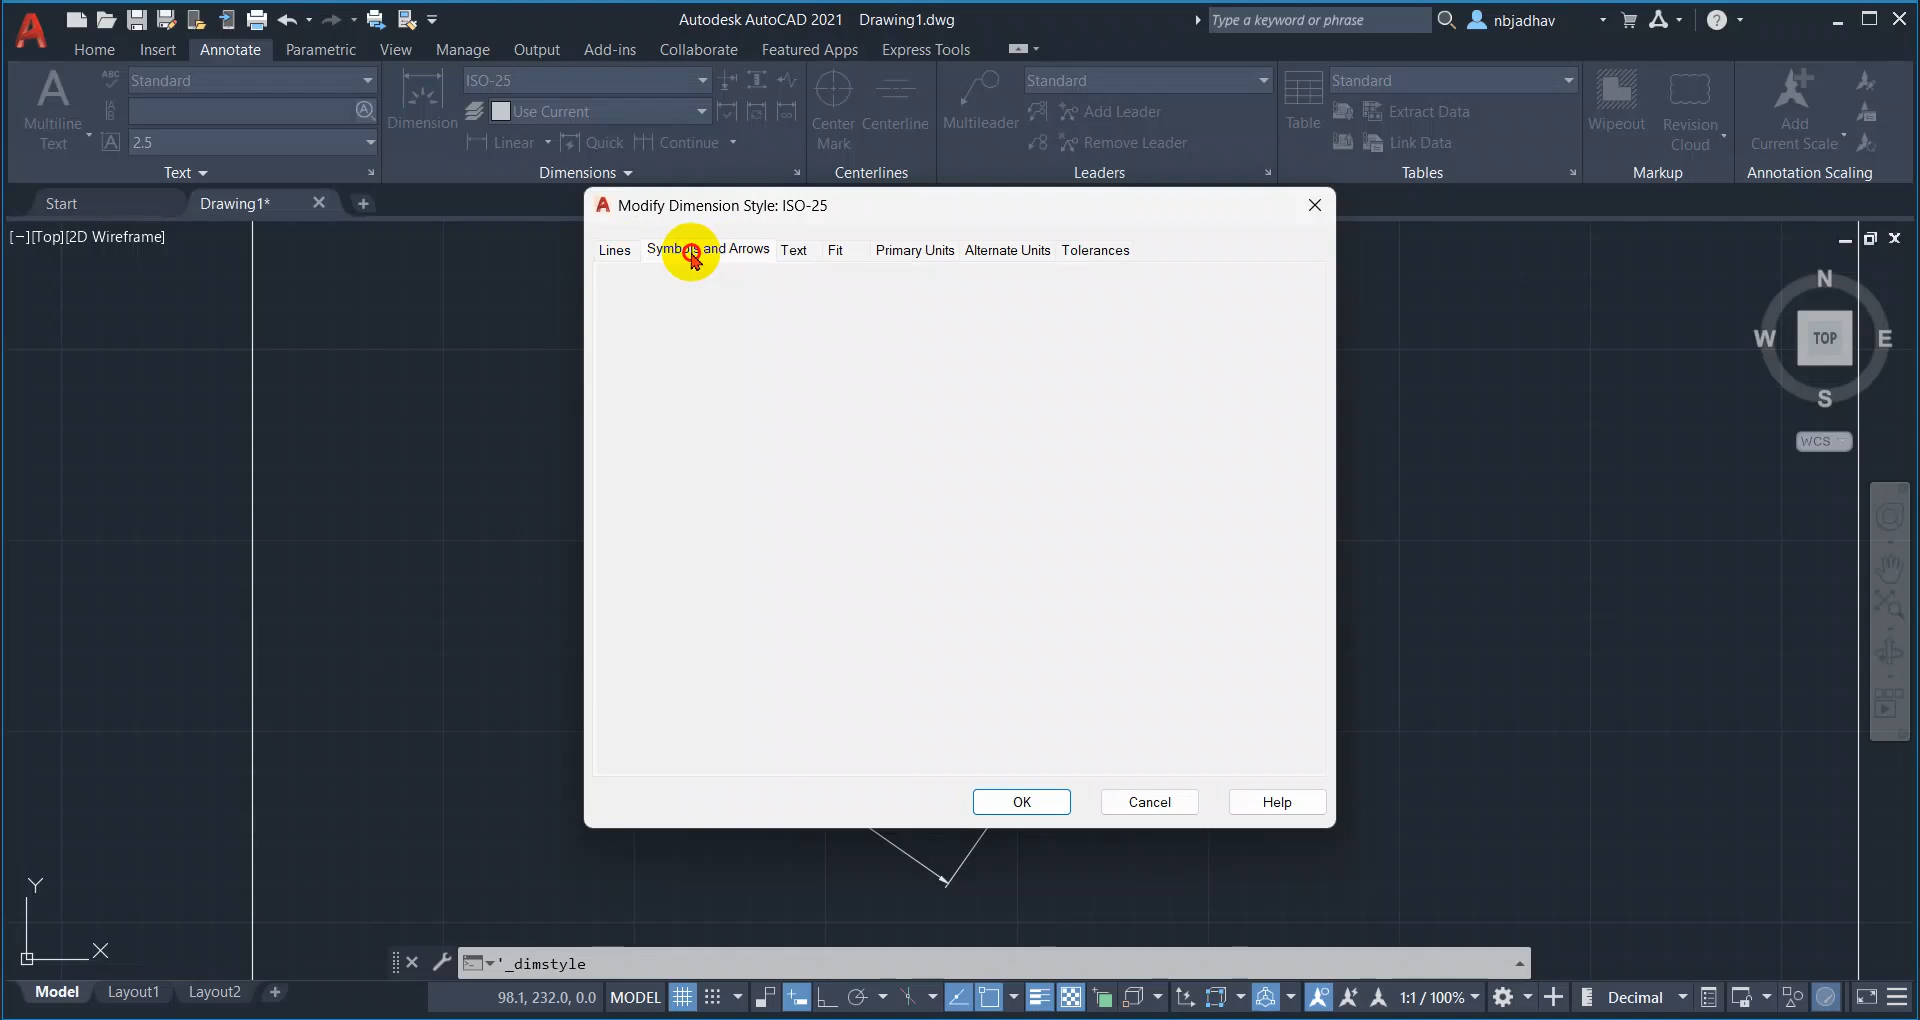 Autodesk AutoCAD 2021 Drawing1.dwg
Type a keyword or phrase
nbjadhav
Home Insert Annotate Parametric View Manage Output Add-ins Collaborate Featured Apps Express Tools
A
Multiline
Text
ABC
Standard
2.5
Text
Dimension
ISO-25
Use Current
Linear Quick Continue
Dimensions
Center
Mark
Centerline
Centerlines
Multileader
Standard
Add Leader
Remove Leader
Leaders
Table
Standard
Extract Data
Link Data
Tables
Wipeout
Revision
Cloud
Markup
Add
Current Scale
Annotation Scaling
Start
Drawing1*
[−][Top][2D Wireframe]
Modify Dimension Style: ISO-25
Lines Symbols and Arrows Text Fit Primary Units Alternate Units Tolerances
OK Cancel Help
N
W TOP E
S
WCS
Y
X
'_dimstyle
Model Layout1 Layout2
98.1, 232.0, 0.0 MODEL
1:1 / 100%
Decimal